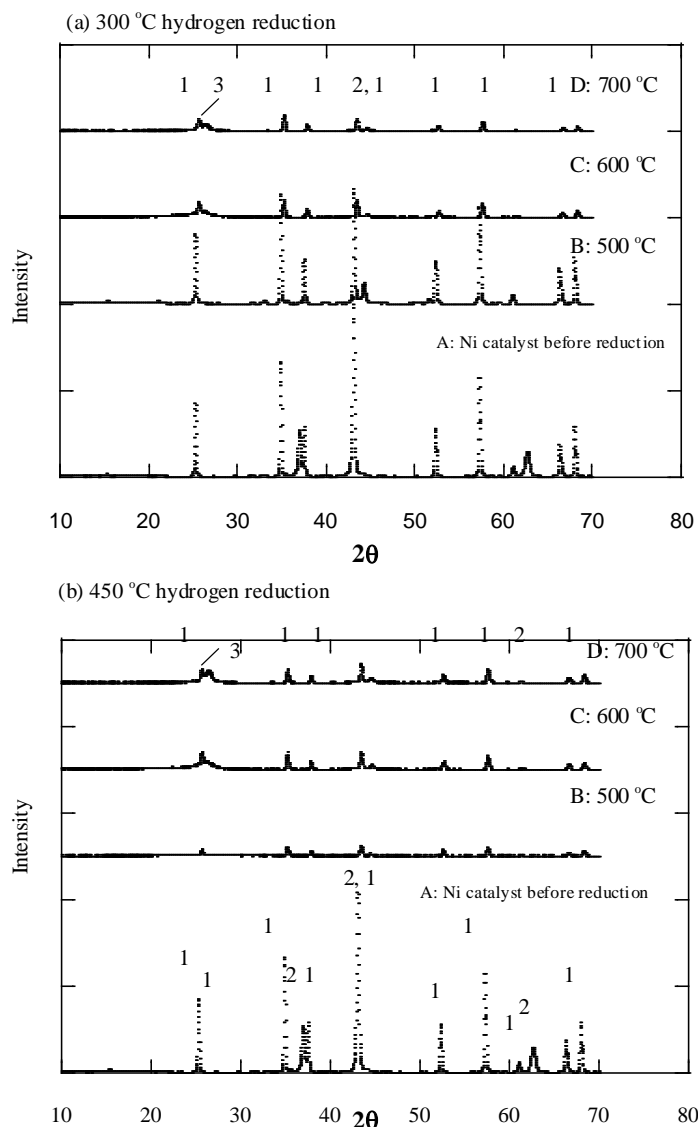 (a) 300 °C hydrogen reduction
1 3 1 1 2, 1 1 1 1 D: 700 °C
C: 600 °C
B: 500 °C
Intensity
A: Ni catalyst before reduction
10 20 30 40 50 60 70 80
2θ
(b) 450 °C hydrogen reduction
1 1 1 1 1 2 1
3 D: 700 °C
C: 600 °C
Intensity
B: 500 °C
A: Ni catalyst before reduction
2, 1
1 1
1 1 2 1 1 1 2 1
10 20 30 40 50 60 70 80
2θ